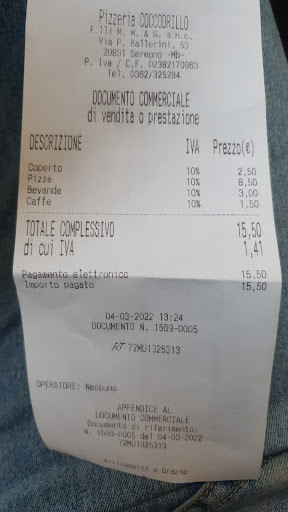 Pizzeria COCCODRILLO
F.lli M. M. & G. s.n.c.
Via P. Ballerini, 53
20831 Seregno -Mb-
P. Iva / C.F. 02382170963
Tel. 0362/325284
DOCUMENTO COMMERCIALE
di vendita o prestazione
DESCRIZIONE IVA Prezzo(€)
Coperto 10% 2,50
Pizze 10% 8,50
Bevande 10% 3,00
Caffe 10% 1,50
TOTALE COMPLESSIVO 15,50
di cui IVA 1,41
Pagamento elettronico 15,50
Importo pagato 15,50
04-03-2022 13:24
DOCUMENTO N. 1569-0005
RT 72MU1025313
OPERATORE: Nessuno
APPENDICE AL
DOCUMENTO COMMERCIALE
Documento di riferimento:
N. 1569-0005 del 04-03-2022
72MU1025313
Arrivederci e Grazie